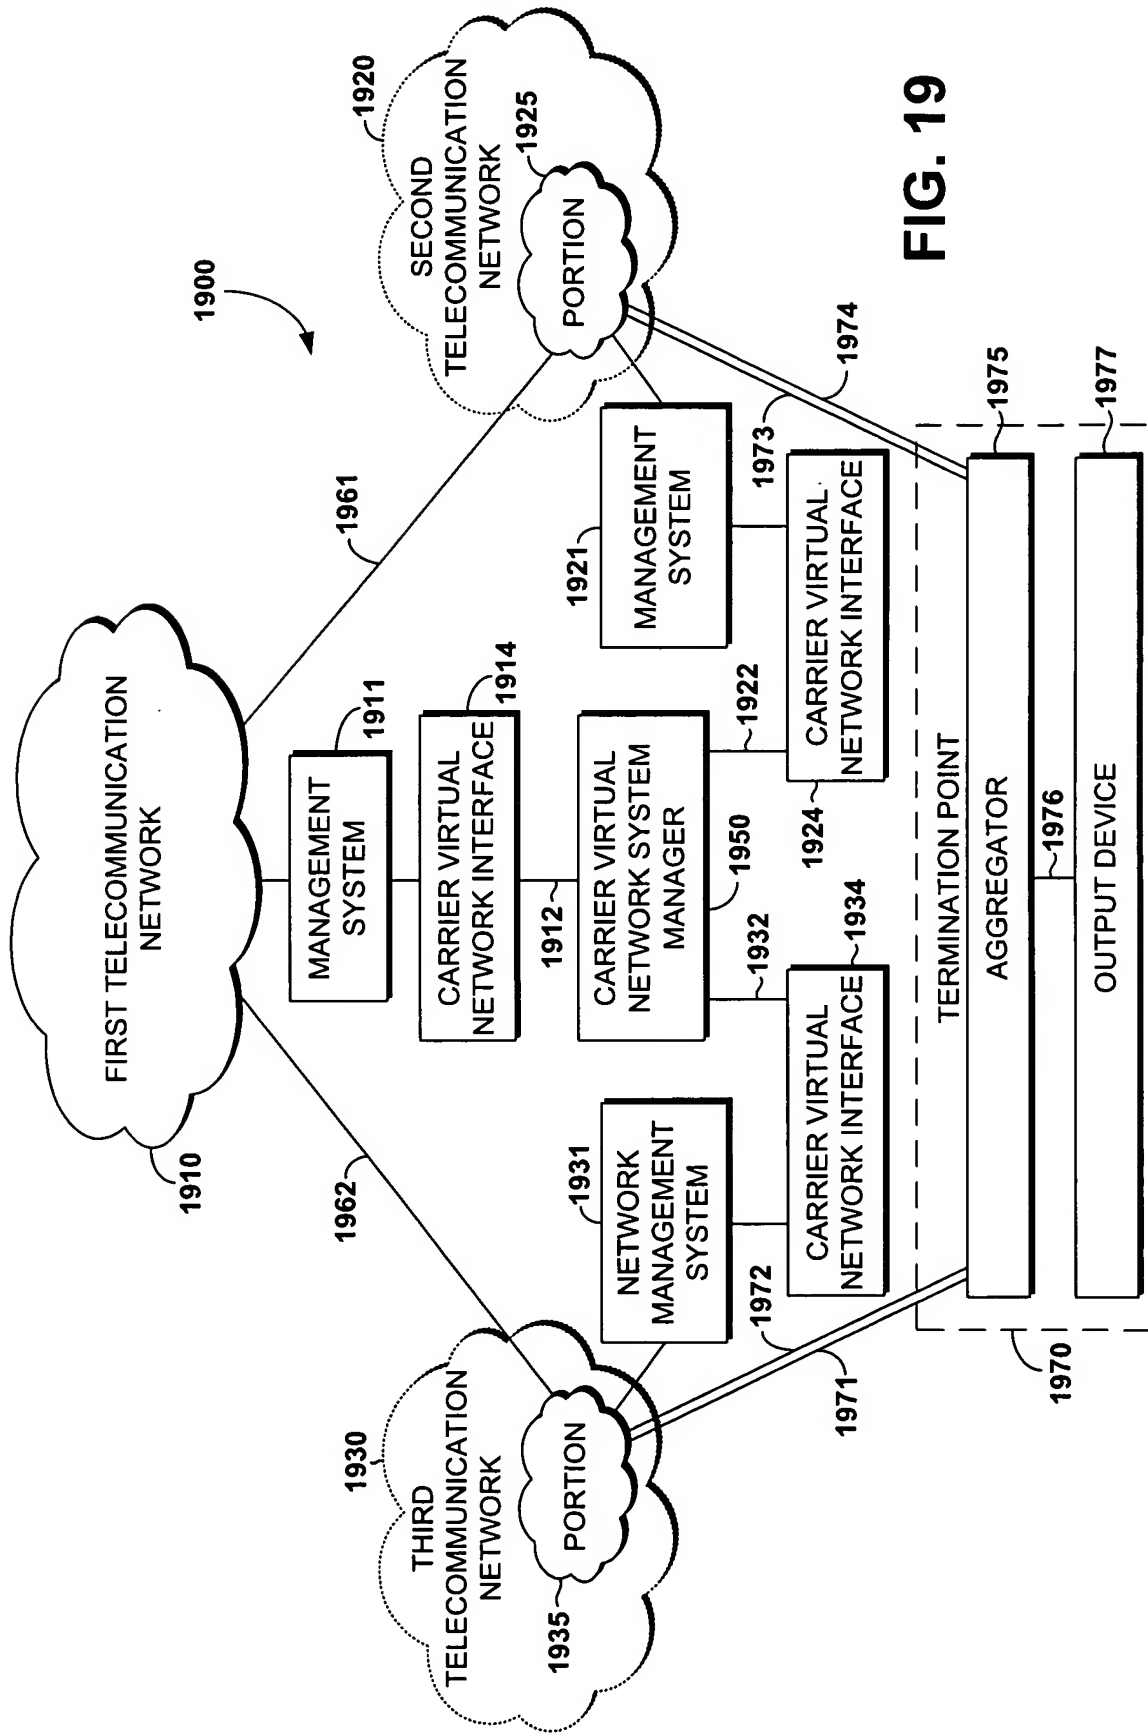 1900
FIRST TELECOMMUNICATION
NETWORK
1910
1962
1961
MANAGEMENT
SYSTEM
1911
CARRIER VIRTUAL
NETWORK INTERFACE
1914
1912
CARRIER VIRTUAL
NETWORK SYSTEM
MANAGER
1950
1932
1922
1930
THIRD
TELECOMMUNICATION
NETWORK
PORTION
1935
1920
SECOND
TELECOMMUNICATION
NETWORK
1925
PORTION
1931
NETWORK
MANAGEMENT
SYSTEM
1921
MANAGEMENT
SYSTEM
CARRIER VIRTUAL
NETWORK INTERFACE
1934
CARRIER VIRTUAL
NETWORK INTERFACE
1924
1972
1971
1973
1974
1970
TERMINATION POINT
AGGREGATOR
1975
1976
OUTPUT DEVICE
1977
FIG. 19